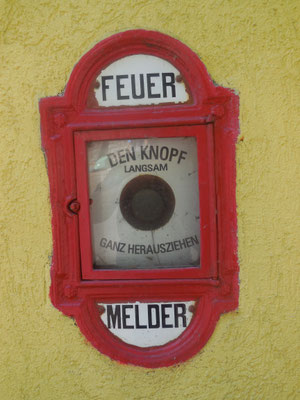 FEUER
DEN KNOPF
LANGSAM
GANZ HERAUSZIEHEN
MELDER